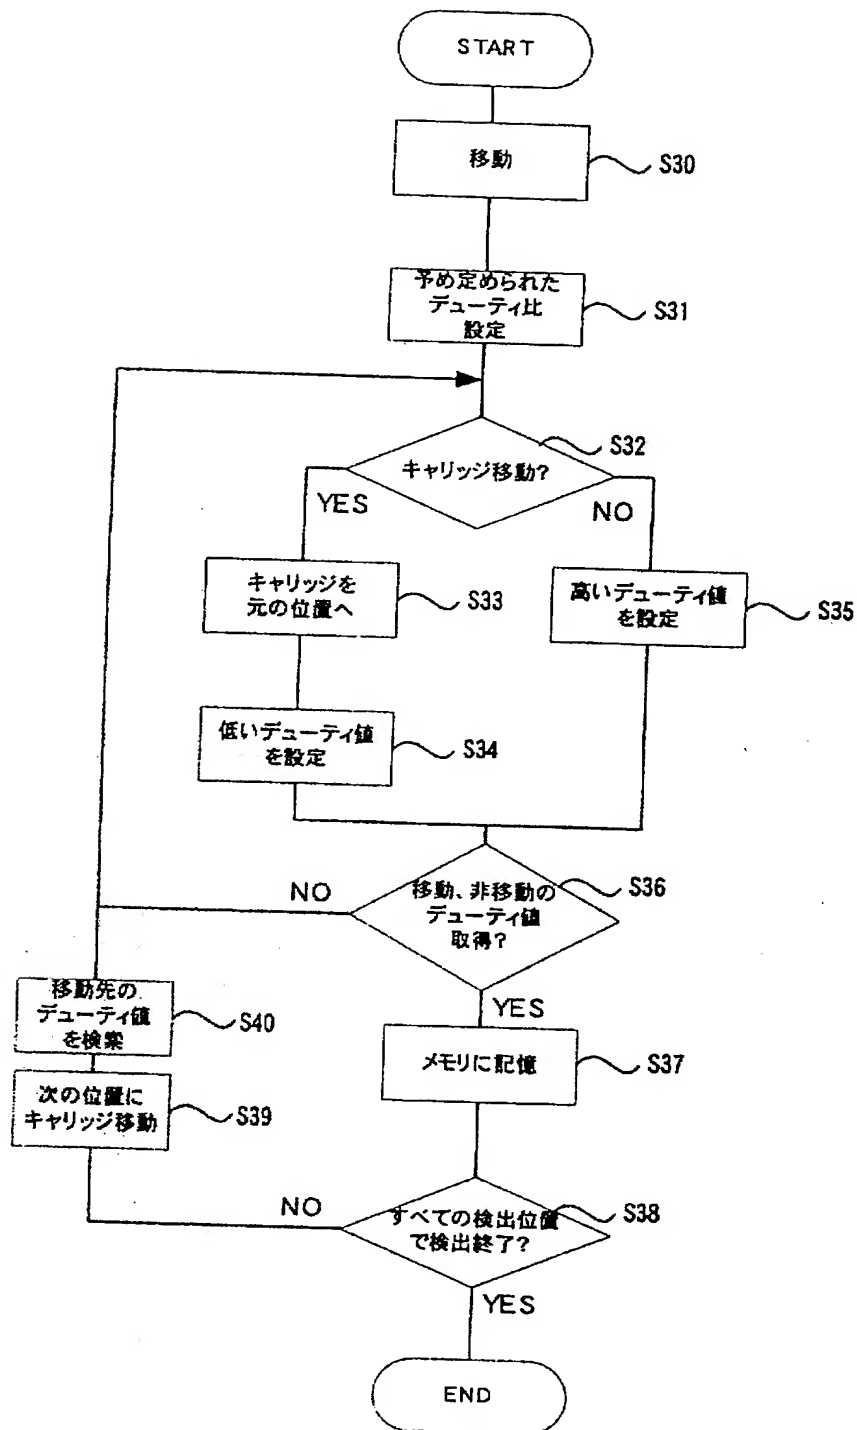 START
移動
S30
予め定められた
デューティ比
設定
S31
キャリッジ移動?
S32
YES
NO
キャリッジを
元の位置へ
S33
高いデューティ値
を設定
S35
低いデューティ値
を設定
S34
移動、非移動の
デューティ値
取得?
S36
NO
YES
移動先の
デューティ値
を検索
S40
メモリに記憶
S37
次の位置に
キャリッジ移動
S39
すべての検出位置
で検出終了?
S38
NO
YES
END